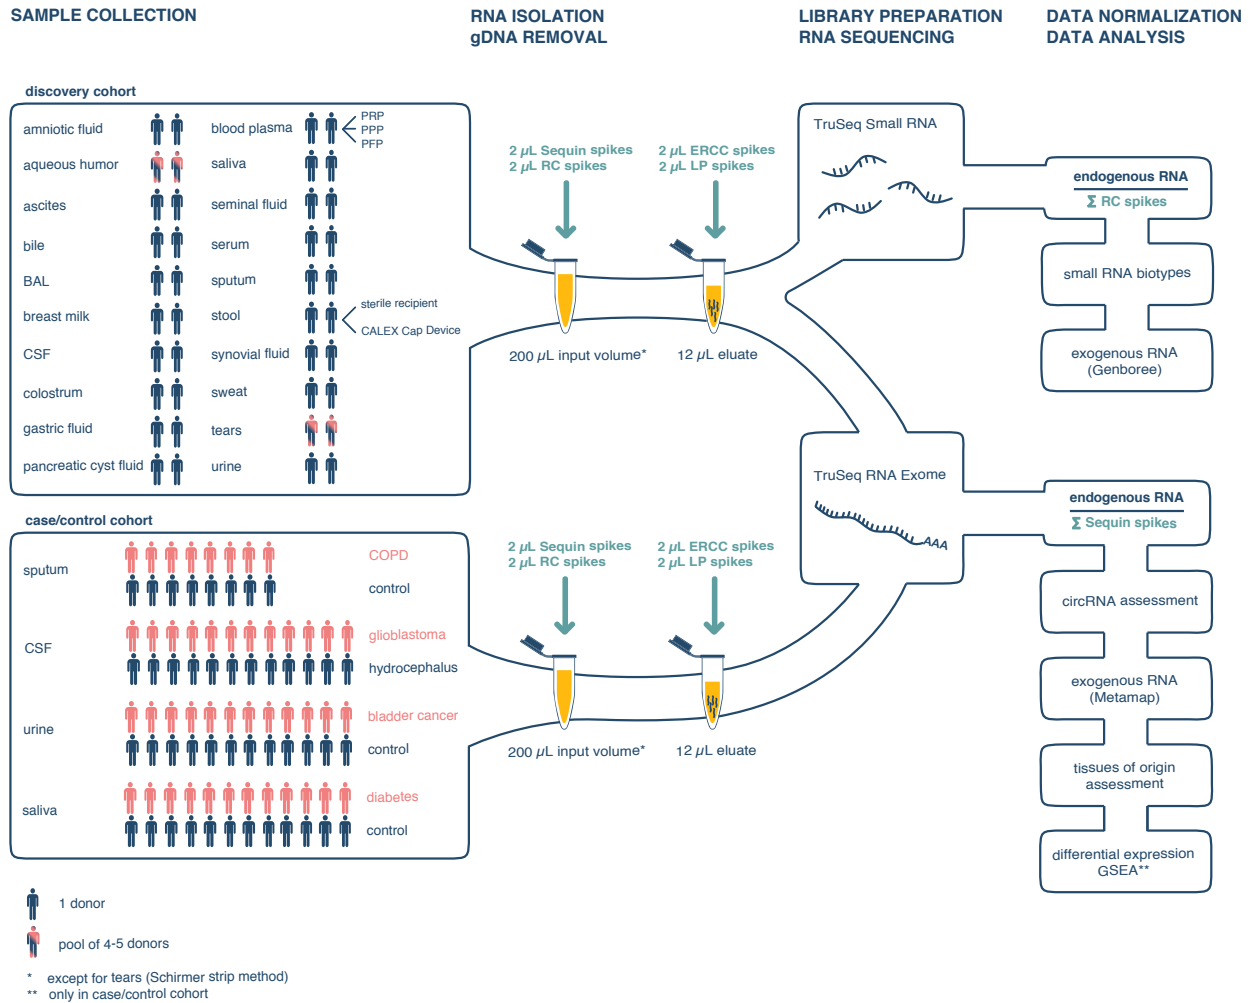 SAMPLE COLLECTION
RNA ISOLATION
gDNA REMOVAL
LIBRARY PREPARATION
RNA SEQUENCING
DATA NORMALIZATION
DATA ANALYSIS
discovery cohort
amniotic fluid
aqueous humor
ascites
bile
BAL
breast milk
CSF
colostrum
gastric fluid
pancreatic cyst fluid
blood plasma
PRP
PPP
PFP
saliva
seminal fluid
serum
sputum
stool
sterile recipient
CALEX Cap Device
synovial fluid
sweat
tears
urine
2 µL Sequin spikes
2 µL RC spikes
2 µL ERCC spikes
2 µL LP spikes
200 µL input volume*
12 µL eluate
TruSeq Small RNA
endogenous RNA
Σ RC spikes
small RNA biotypes
exogenous RNA
(Genboree)
case/control cohort
sputum
COPD
control
CSF
glioblastoma
hydrocephalus
urine
bladder cancer
control
saliva
diabetes
control
2 µL Sequin spikes
2 µL RC spikes
2 µL ERCC spikes
2 µL LP spikes
200 µL input volume*
12 µL eluate
TruSeq RNA Exome
AAA
endogenous RNA
Σ Sequin spikes
circRNA assessment
exogenous RNA
(Metamap)
tissues of origin
assessment
differential expression
GSEA**
1 donor
pool of 4-5 donors
* except for tears (Schirmer strip method)
** only in case/control cohort